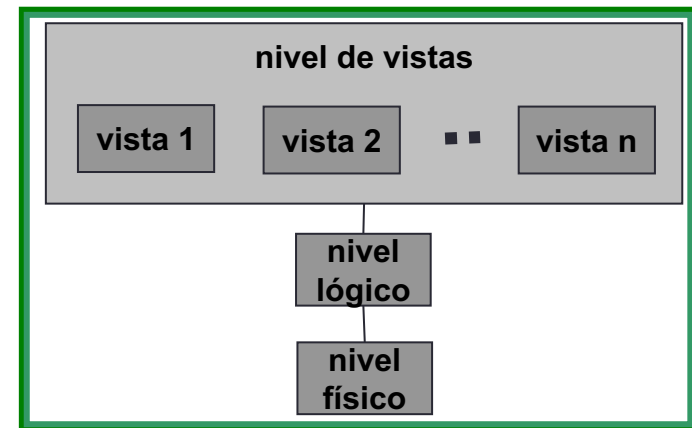 nivel de vistas
vista 1
vista 2
vista n
nivel
lógico
nivel
físico